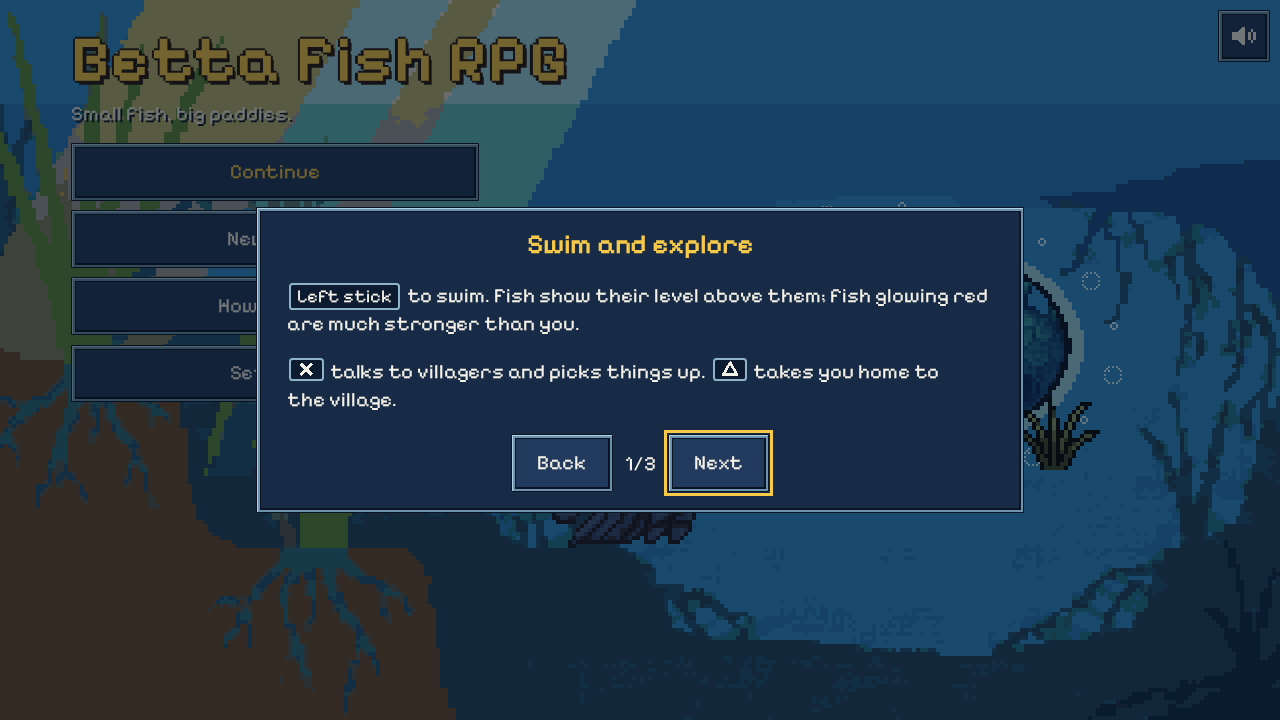 Betta Fish RPG
Small fish, big paddies.
Continue
Swim and explore
Left stick to swim. Fish show their level above them; fish glowing red
are much stronger than you.
talks to villagers and picks things up. takes you home to
the village.
Back 1/3 Next